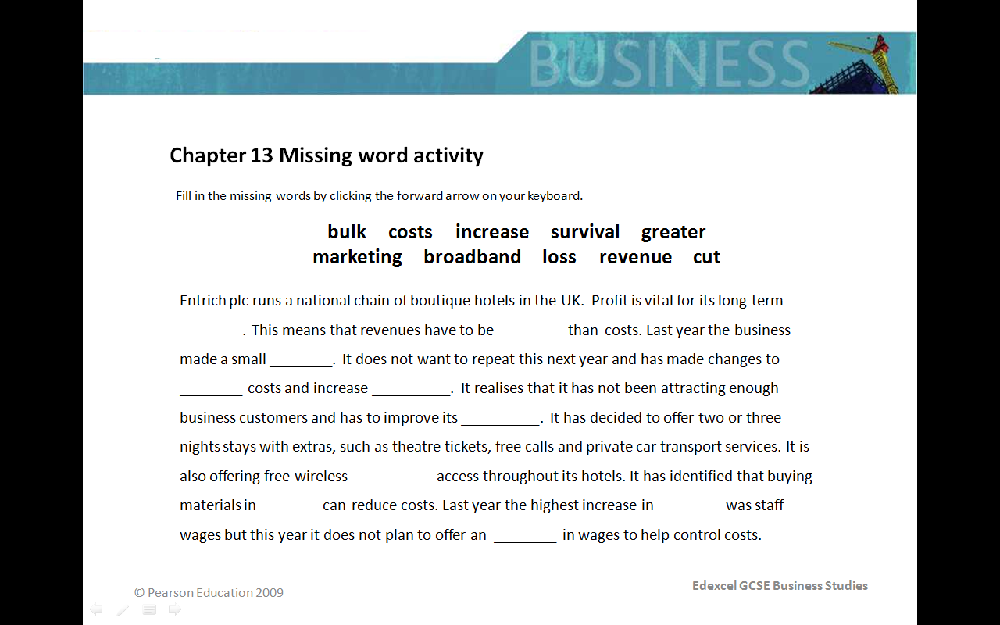 BUSINESS
Chapter 13 Missing word activity
Fill in the missing words by clicking the forward arrow on your keyboard.
bulk costs increase survival greater
marketing broadband loss revenue cut
Entrich plc runs a national chain of boutique hotels in the UK. Profit is vital for its long-term
________. This means that revenues have to be _________than costs. Last year the business
made a small ________. It does not want to repeat this next year and has made changes to
________ costs and increase __________. It realises that it has not been attracting enough
business customers and has to improve its __________. It has decided to offer two or three
nights stays with extras, such as theatre tickets, free calls and private car transport services. It is
also offering free wireless __________ access throughout its hotels. It has identified that buying
materials in ________can reduce costs. Last year the highest increase in ________ was staff
wages but this year it does not plan to offer an ________ in wages to help control costs.
© Pearson Education 2009
Edexcel GCSE Business Studies